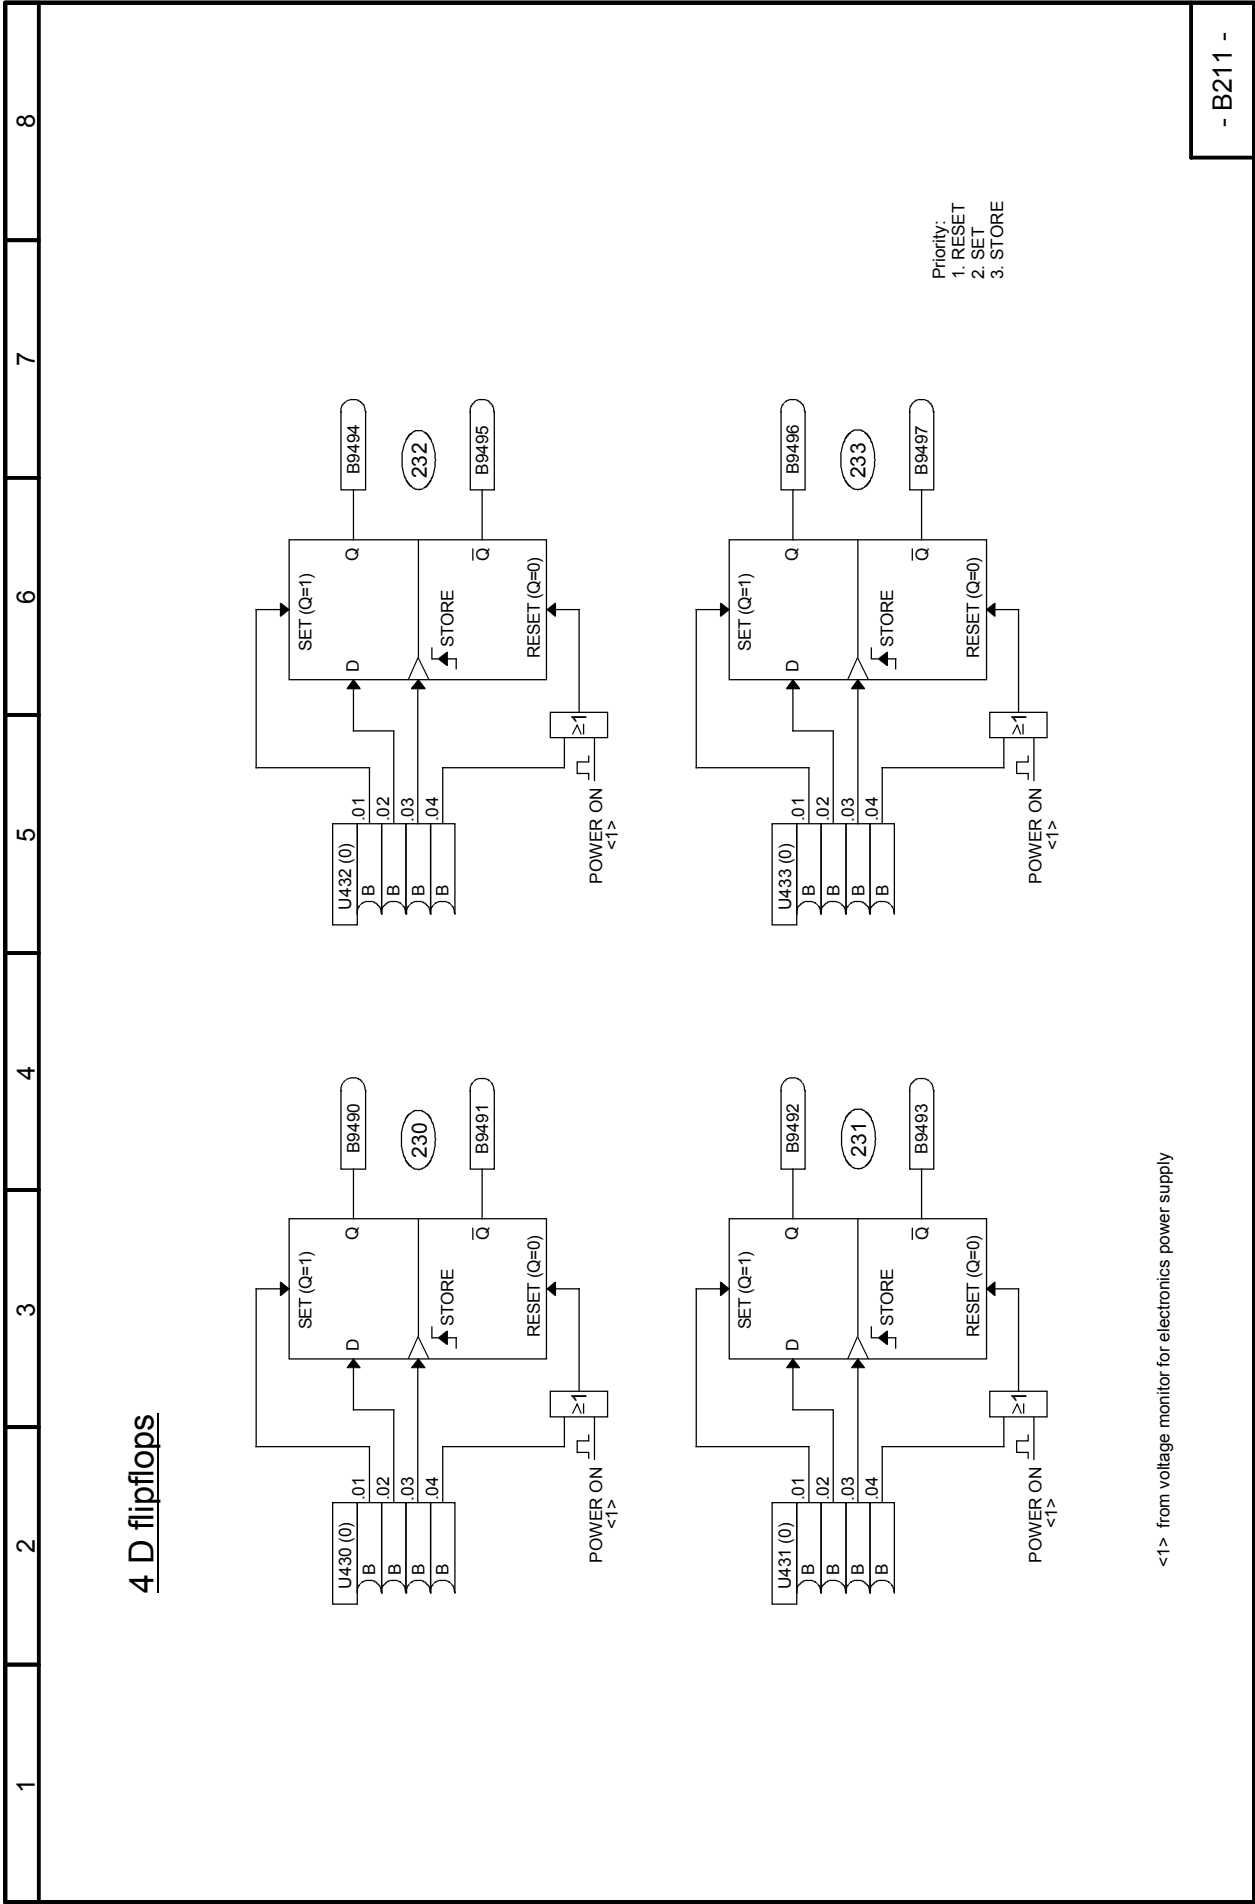 1 2 3 4 5 6 7 8
4 D flipflops
U430 (0)
B .01
B .02
B .03
B .04
POWER ON
<1>
≥1
SET (Q=1)
D Q
STORE
Q
RESET (Q=0)
B9490
230
B9491
U432 (0)
B .01
B .02
B .03
B .04
POWER ON
<1>
≥1
SET (Q=1)
D Q
STORE
Q
RESET (Q=0)
B9494
232
B9495
U431 (0)
B .01
B .02
B .03
B .04
POWER ON
<1>
≥1
SET (Q=1)
D Q
STORE
Q
RESET (Q=0)
B9492
231
B9493
U433 (0)
B .01
B .02
B .03
B .04
POWER ON
<1>
≥1
SET (Q=1)
D Q
STORE
Q
RESET (Q=0)
B9496
233
B9497
Priority:
1. RESET
2. SET
3. STORE
<1> from voltage monitor for electronics power supply
- B211 -